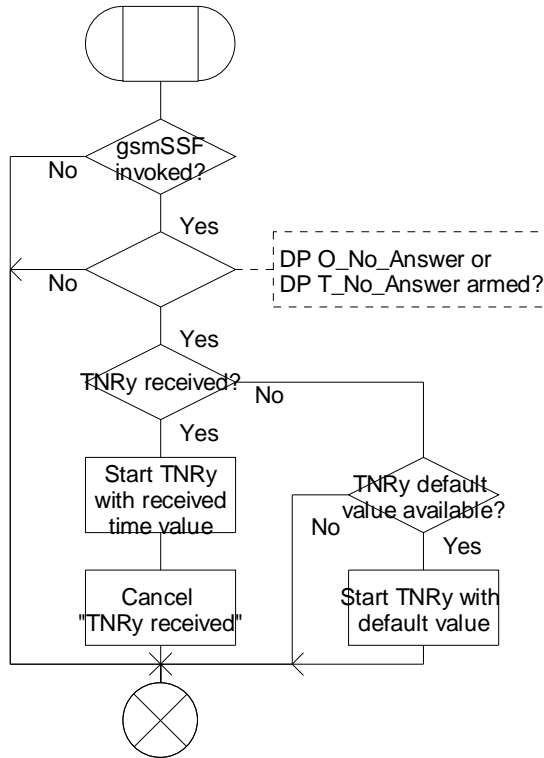 gsmSSF
invoked?
No
Yes
DP O_No_Answer or
DP T_No_Answer armed?
No
Yes
TNRy received?
No
Yes
Start TNRy
with received
time value
TNRy default
value available?
No
Yes
Cancel
"TNRy received"
Start TNRy with
default value